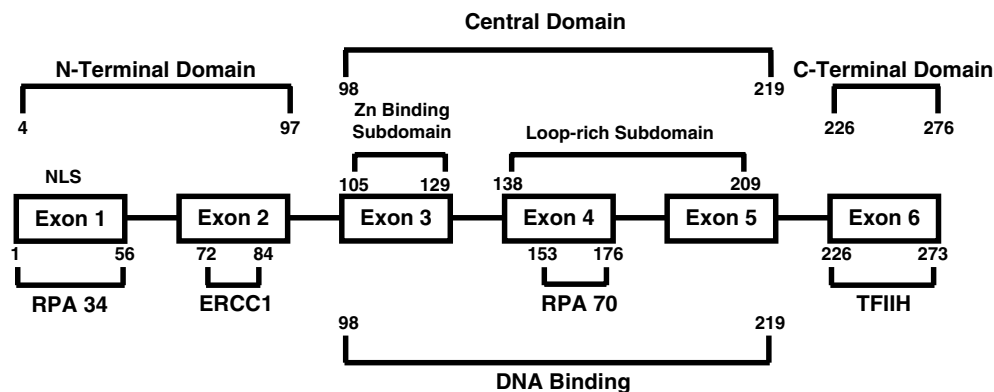 Central Domain
N-Terminal Domain
C-Terminal Domain
98 219
4 97
Zn Binding
Subdomain
Loop-rich Subdomain
226 276
NLS
105 129 138 209
Exon 1 Exon 2 Exon 3 Exon 4 Exon 5 Exon 6
1 56 72 84 153 176 226 273
RPA 34 ERCC1 RPA 70 TFIIH
98 219
DNA Binding